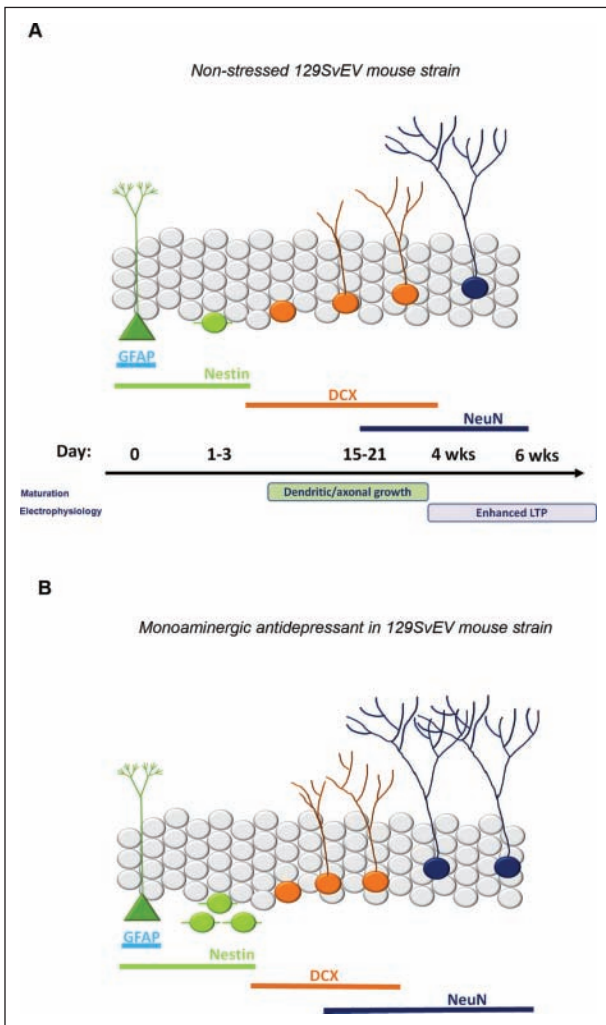 A
Non-stressed 129SvEV mouse strain
GFAP
Nestin
DCX
NeuN
Day: 0 1-3 15-21 4 wks 6 wks
Maturation Dendritic/axonal growth
Electrophysiology Enhanced LTP
B
Monoaminergic antidepressant in 129SvEV mouse strain
GFAP
Nestin
DCX
NeuN